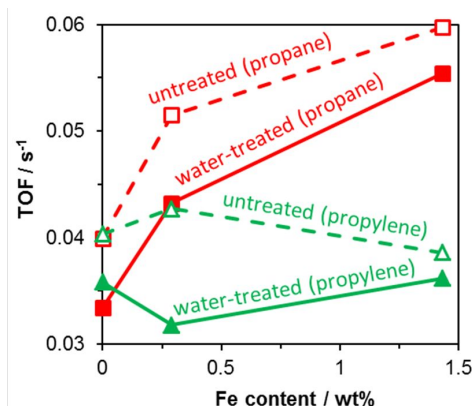 0.06
untreated (propane)
0.05
water-treated (propane)
TOF / s⁻¹
untreated (propylene)
0.04
water-treated (propylene)
0.03
0 0.5 1 1.5
Fe content / wt%